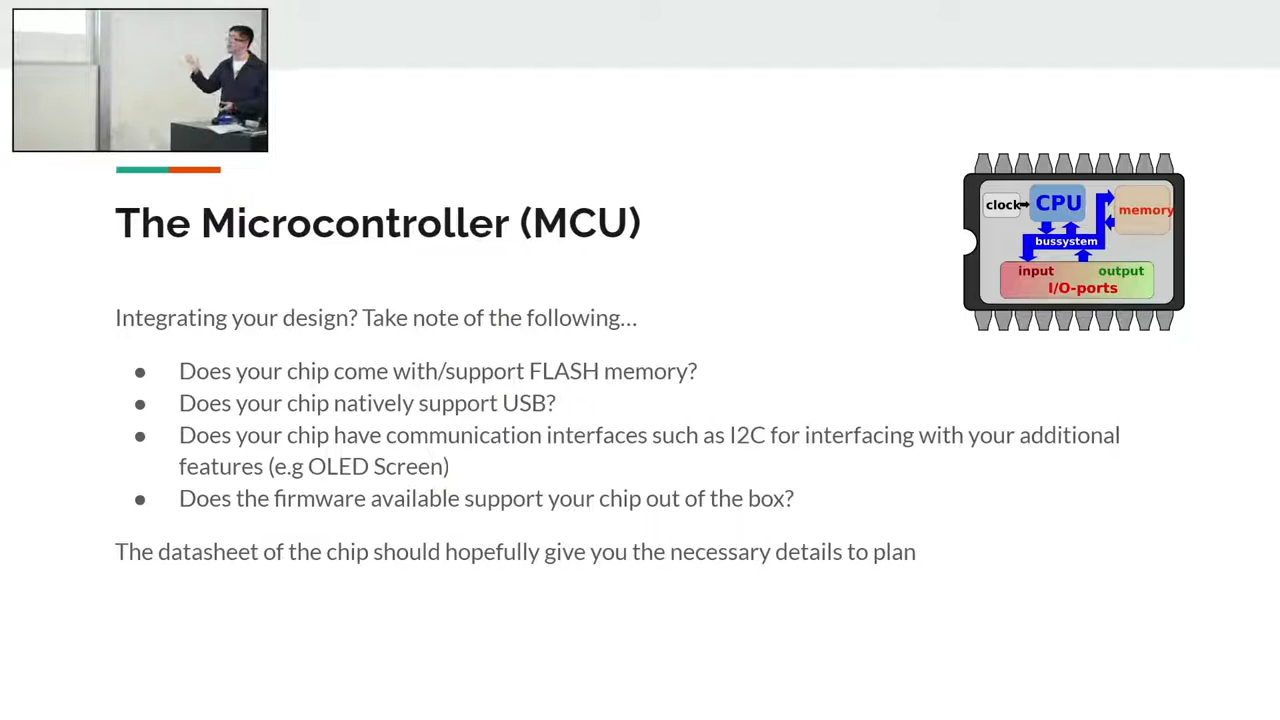 The Microcontroller (MCU)
clock
CPU
memory
bussystem
input
output
I/O-ports
Integrating your design? Take note of the following...
● Does your chip come with/support FLASH memory?
● Does your chip natively support USB?
● Does your chip have communication interfaces such as I2C for interfacing with your additional
features (e.g OLED Screen)
● Does the firmware available support your chip out of the box?
The datasheet of the chip should hopefully give you the necessary details to plan